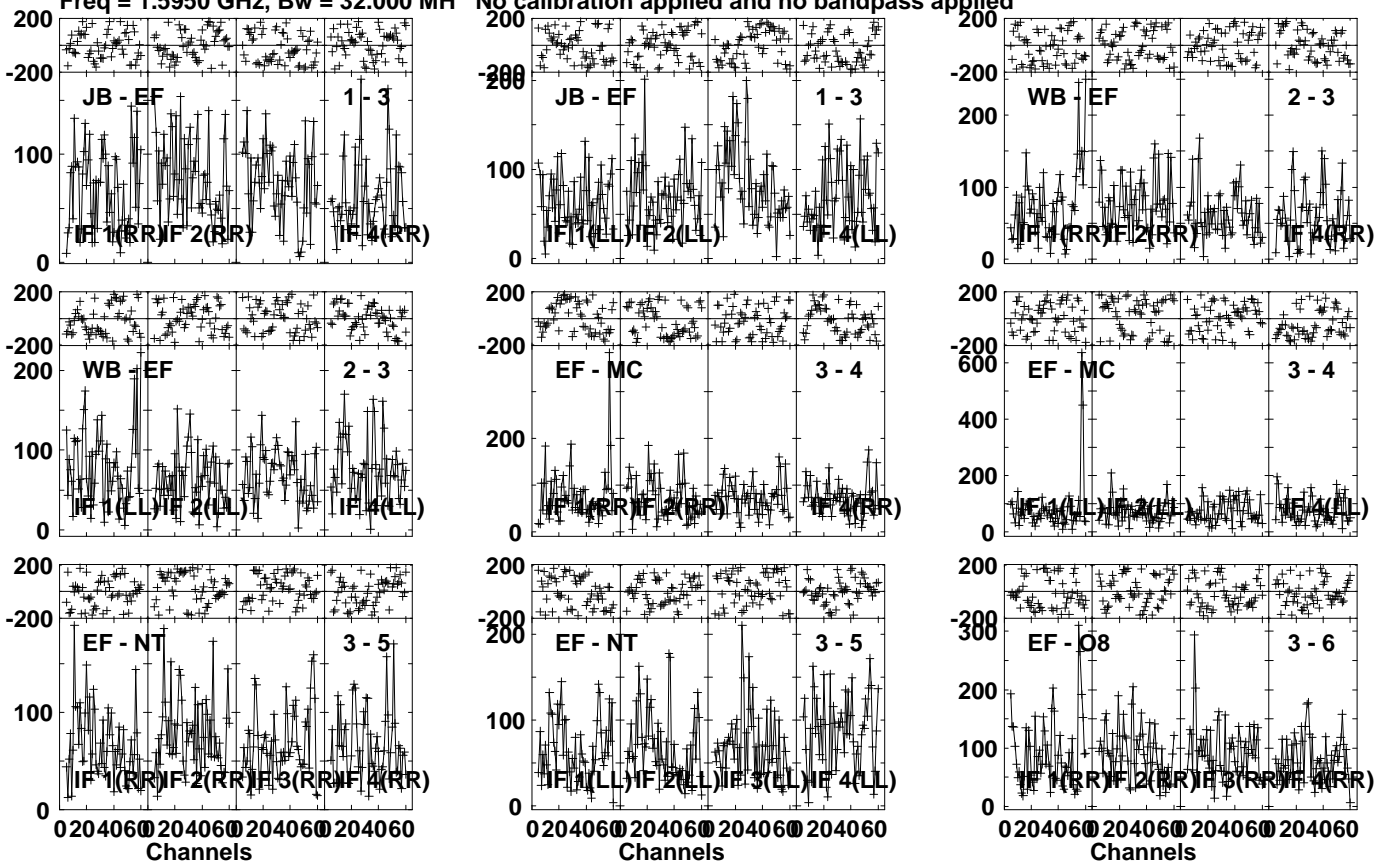 Freq = 1.5950 GHz, Bw = 32.000 MH No calibration applied and no bandpass applied
200 200 200
-200 -200 -200
JB - EF 1 - 3 200 JB - EF 1 - 3 WB - EF 2 - 3
200
100 100 100
IF 1(RR) IF 2(RR) IF 4(RR) IF 1(LL) IF 2(LL) IF 4(LL) IF 1(RR) IF 2(RR) IF 4(RR)
0 0 0
200 200 200
-200 -200 -200
WB - EF 2 - 3 EF - MC 3 - 4 EF - MC 3 - 4
200 600
400
100 200 200
IF 1(LL) IF 2(LL) IF 4(LL) IF 1(RR) IF 2(RR) IF 4(RR) IF 1(LL) IF 2(LL) IF 4(LL)
0 0 0
200 200 200
-200 -200 -200
EF - NT 3 - 5 200 EF - NT 3 - 5 300 EF - O8 3 - 6
200
100 100 100
IF 1(RR) IF 2(RR) IF 3(RR) IF 4(RR) IF 1(LL) IF 2(LL) IF 3(LL) IF 4(LL) IF 1(RR) IF 2(RR) IF 3(RR) IF 4(RR)
0 0 0
0 20 40 60 0 20 40 60 0 20 40 60 0 20 40 60 0 20 40 60 0 20 40 60 0 20 40 60 0 20 40 60 0 20 40 60 0 20 40 60 0 20 40 60 0 20 40 60
Channels Channels Channels